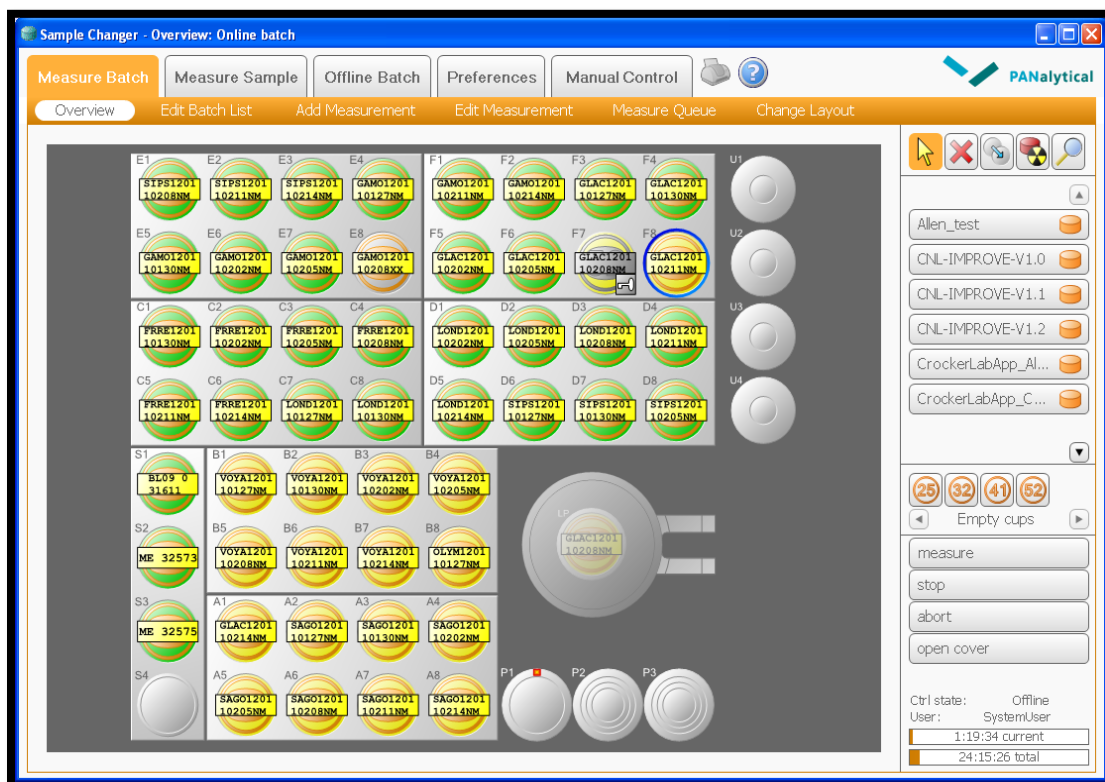 Sample Changer - Overview: Online batch
Measure Batch Measure Sample Offline Batch Preferences Manual Control ? PANalytical
Overview Edit Batch List Add Measurement Edit Measurement Measure Queue Change Layout
E1 E2 E3 E4 F1 F2 F3 F4 U1
SIPS1201 SIPS1201 SIPS1201 GAMO1201 GAMO1201 GAMO1201 GLAC1201 GLAC1201
10208NM 10211NM 10214NM 10127NM 10211NM 10214NM 10127NM 10130NM
E5 E6 E7 E8 F5 F6 F7 F8 U2
GAMO1201 GAMO1201 GAMO1201 GAMO1201 GLAC1201 GLAC1201 GLAC1201 GLAC1201
10130NM 10202NM 10205NM 10208XX 10202NM 10205NM 10208NM 10211NM
C1 C2 C3 C4 D1 D2 D3 D4 U3
FRRE1201 FRRE1201 FRRE1201 FRRE1201 LOND1201 LOND1201 LOND1201 LOND1201
10130NM 10202NM 10205NM 10208NM 10202NM 10205NM 10208NM 10211NM
C5 C6 C7 C8 D5 D6 D7 D8 U4
FRRE1201 FRRE1201 LOND1201 LOND1201 LOND1201 SIPS1201 SIPS1201 SIPS1201
10211NM 10214NM 10127NM 10130NM 10214NM 10127NM 10130NM 10205NM
S1 B1 B2 B3 B4
BL09 0 VOYA1201 VOYA1201 VOYA1201 VOYA1201
31611 10127NM 10130NM 10202NM 10205NM
S2 B5 B6 B7 B8 LP
VOYA1201 VOYA1201 VOYA1201 OLYM1201 GLAC1201
ME 32573 10208NM 10211NM 10214NM 10127NM 10208NM
S3 A1 A2 A3 A4
GLAC1201 SAGO1201 SAGO1201 SAGO1201
ME 32575 10214NM 10127NM 10130NM 10202NM
S4 A5 A6 A7 A8 P1 P2 P3
SAGO1201 SAGO1201 SAGO1201 SAGO1201
10205NM 10208NM 10211NM 10214NM
Allen_test
CNL-IMPROVE-V1.0
CNL-IMPROVE-V1.1
CNL-IMPROVE-V1.2
CrockerLabApp_Al...
CrockerLabApp_C...
25 32 41 52
Empty cups
measure
stop
abort
open cover
Ctrl state: Offline
User: SystemUser
1:19:34 current
24:15:26 total